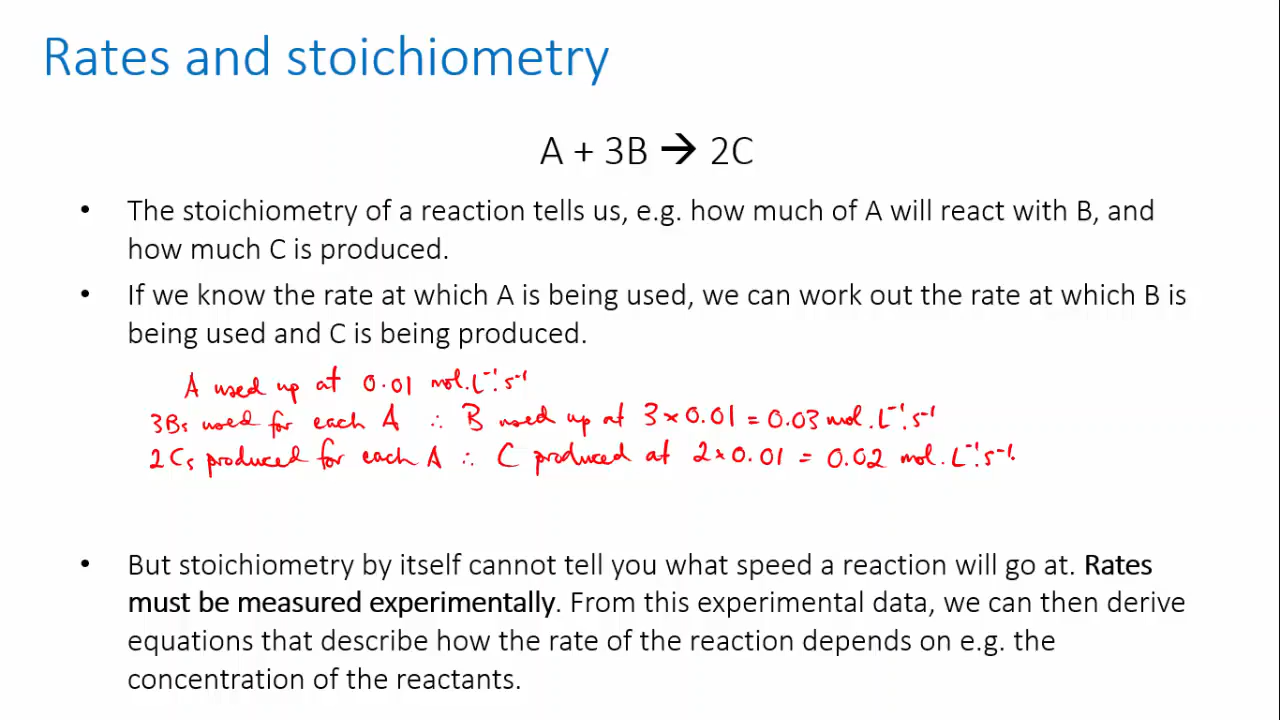 Rates and stoichiometry
A + 3B → 2C
• The stoichiometry of a reaction tells us, e.g. how much of A will react with B, and
how much C is produced.
• If we know the rate at which A is being used, we can work out the rate at which B is
being used and C is being produced.
A used up at 0.01 mol.L⁻¹.s⁻¹
3Bs used for each A ∴ B used up at 3 × 0.01 = 0.03 mol.L⁻¹.s⁻¹
2Cs produced for each A ∴ C produced at 2 × 0.01 = 0.02 mol.L⁻¹.s⁻¹.
• But stoichiometry by itself cannot tell you what speed a reaction will go at. Rates
must be measured experimentally. From this experimental data, we can then derive
equations that describe how the rate of the reaction depends on e.g. the
concentration of the reactants.